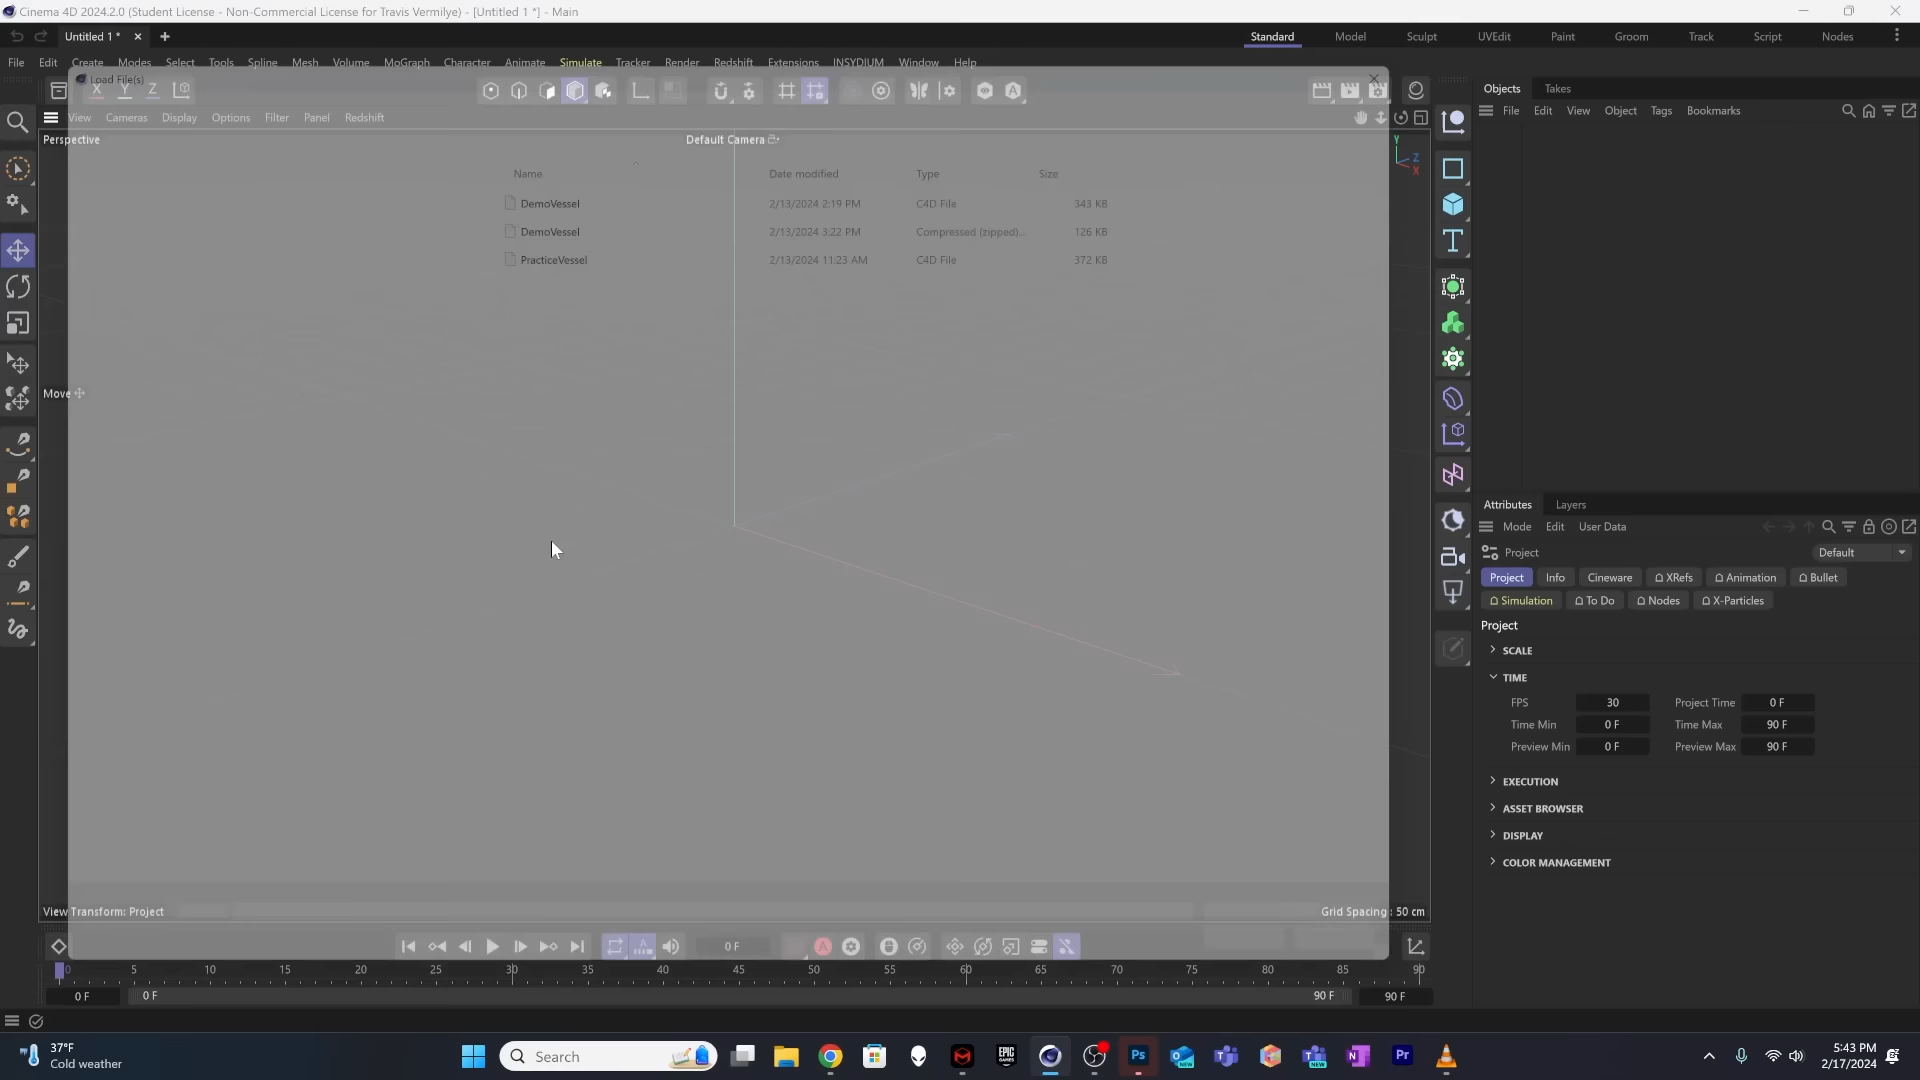 Cinema 4D 2024.2.0 (Student License - Non-Commercial License for Travis Vermilye) - [Untitled 1 *] - Main
Untitled 1 *
Standard Model Sculpt UVEdit Paint Groom Track Script Nodes
File Edit Create Modes Select Tools Spline Mesh Volume MoGraph Character Animate Simulate Tracker Render Redshift Extensions INSYDIUM Window Help
Load File(s)
X Y Z
Objects Takes
View Cameras Display Options Filter Panel Redshift
File Edit View Object Tags Bookmarks
Perspective
Default Camera
Y
Z
X
Name Date modified Type Size
DemoVessel 2/13/2024 2:19 PM C4D File 343 KB
DemoVessel 2/13/2024 3:22 PM Compressed (zipped)... 126 KB
PracticeVessel 2/13/2024 11:23 AM C4D File 372 KB
Move
Attributes Layers
Mode Edit User Data
Project Default
Project Info Cineware XRefs Animation Bullet
Simulation To Do Nodes X-Particles
Project
SCALE
TIME
FPS 30 Project Time 0 F
Time Min 0 F Time Max 90 F
Preview Min 0 F Preview Max 90 F
EXECUTION
ASSET BROWSER
DISPLAY
COLOR MANAGEMENT
View Transform: Project
Grid Spacing : 50 cm
0 F
0 5 10 15 20 25 30 35 40 45 50 55 60 65 70 75 80 85 90
0 F 0 F 90 F 90 F
37°F
Cold weather
Search
5:43 PM
2/17/2024